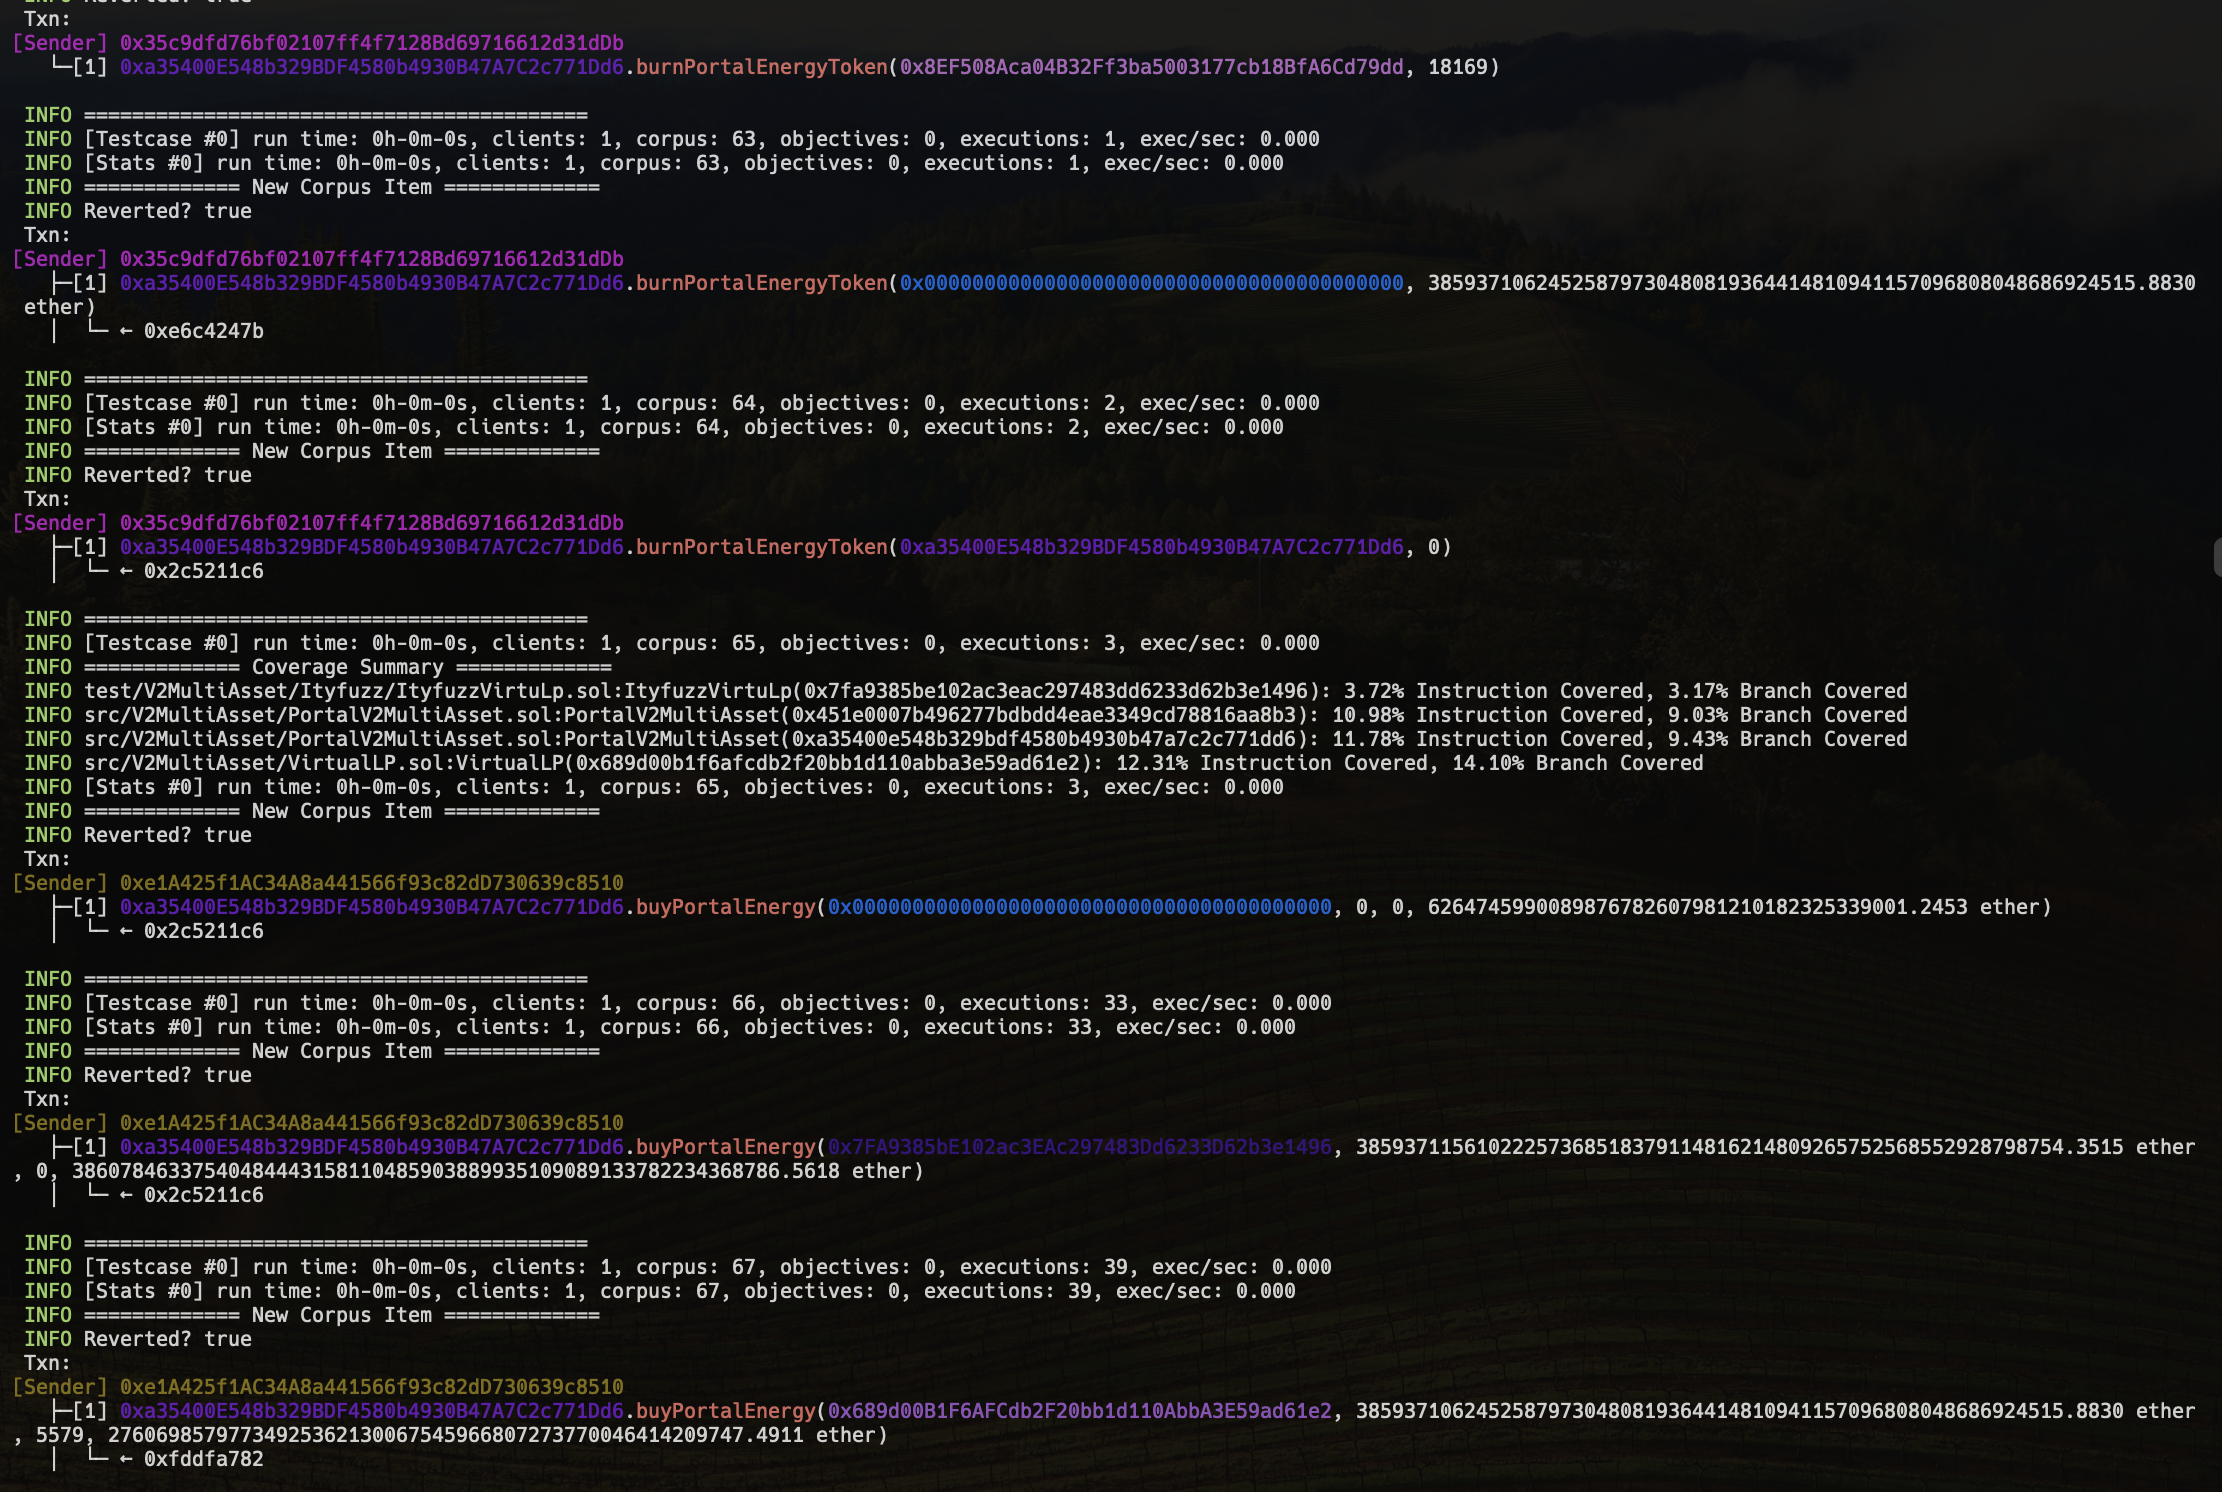 INFO Reverted? true
Txn:
[Sender] 0x35c9dfd76bf02107ff4f7128Bd69716612d31dDb
└─[1] 0xa35400E548b329BDF4580b4930B47A7C2c771Dd6.burnPortalEnergyToken(0x8EF508Aca04B32Ff3ba5003177cb18BfA6Cd79dd, 18169)
INFO ==========================================
INFO [Testcase #0] run time: 0h-0m-0s, clients: 1, corpus: 63, objectives: 0, executions: 1, exec/sec: 0.000
INFO [Stats #0] run time: 0h-0m-0s, clients: 1, corpus: 63, objectives: 0, executions: 1, exec/sec: 0.000
INFO ============= New Corpus Item =============
INFO Reverted? true
Txn:
[Sender] 0x35c9dfd76bf02107ff4f7128Bd69716612d31dDb
├─[1] 0xa35400E548b329BDF4580b4930B47A7C2c771Dd6.burnPortalEnergyToken(0x0000000000000000000000000000000000000000, 38593710624525879730480819364414810941157096808048686924515.8830
ether)
│ └─ ← 0xe6c4247b
INFO ==========================================
INFO [Testcase #0] run time: 0h-0m-0s, clients: 1, corpus: 64, objectives: 0, executions: 2, exec/sec: 0.000
INFO [Stats #0] run time: 0h-0m-0s, clients: 1, corpus: 64, objectives: 0, executions: 2, exec/sec: 0.000
INFO ============= New Corpus Item =============
INFO Reverted? true
Txn:
[Sender] 0x35c9dfd76bf02107ff4f7128Bd69716612d31dDb
├─[1] 0xa35400E548b329BDF4580b4930B47A7C2c771Dd6.burnPortalEnergyToken(0xa35400E548b329BDF4580b4930B47A7C2c771Dd6, 0)
│ └─ ← 0x2c5211c6
INFO ==========================================
INFO [Testcase #0] run time: 0h-0m-0s, clients: 1, corpus: 65, objectives: 0, executions: 3, exec/sec: 0.000
INFO ============= Coverage Summary =============
INFO test/V2MultiAsset/Ityfuzz/ItyfuzzVirtuLp.sol:ItyfuzzVirtuLp(0x7fa9385be102ac3eac297483dd6233d62b3e1496): 3.72% Instruction Covered, 3.17% Branch Covered
INFO src/V2MultiAsset/PortalV2MultiAsset.sol:PortalV2MultiAsset(0x451e0007b496277bdbdd4eae3349cd78816aa8b3): 10.98% Instruction Covered, 9.03% Branch Covered
INFO src/V2MultiAsset/PortalV2MultiAsset.sol:PortalV2MultiAsset(0xa35400e548b329bdf4580b4930b47a7c2c771dd6): 11.78% Instruction Covered, 9.43% Branch Covered
INFO src/V2MultiAsset/VirtualLP.sol:VirtualLP(0x689d00b1f6afcdb2f20bb1d110abba3e59ad61e2): 12.31% Instruction Covered, 14.10% Branch Covered
INFO [Stats #0] run time: 0h-0m-0s, clients: 1, corpus: 65, objectives: 0, executions: 3, exec/sec: 0.000
INFO ============= New Corpus Item =============
INFO Reverted? true
Txn:
[Sender] 0xe1A425f1AC34A8a441566f93c82dD730639c8510
├─[1] 0xa35400E548b329BDF4580b4930B47A7C2c771Dd6.buyPortalEnergy(0x0000000000000000000000000000000000000000, 0, 0, 626474599008987678260798121018232533​9001.2453 ether)
│ └─ ← 0x2c5211c6
INFO ==========================================
INFO [Testcase #0] run time: 0h-0m-0s, clients: 1, corpus: 66, objectives: 0, executions: 33, exec/sec: 0.000
INFO [Stats #0] run time: 0h-0m-0s, clients: 1, corpus: 66, objectives: 0, executions: 33, exec/sec: 0.000
INFO ============= New Corpus Item =============
INFO Reverted? true
Txn:
[Sender] 0xe1A425f1AC34A8a441566f93c82dD730639c8510
├─[1] 0xa35400E548b329BDF4580b4930B47A7C2c771Dd6.buyPortalEnergy(0x7FA9385bE102ac3EAc297483Dd6233D62b3e1496, 38593711561022257368518379114816214809265752568552928798754.3515 ether
, 0, 38607846337540484443158110485903889935109089133782234368786.5618 ether)
│ └─ ← 0x2c5211c6
INFO ==========================================
INFO [Testcase #0] run time: 0h-0m-0s, clients: 1, corpus: 67, objectives: 0, executions: 39, exec/sec: 0.000
INFO [Stats #0] run time: 0h-0m-0s, clients: 1, corpus: 67, objectives: 0, executions: 39, exec/sec: 0.000
INFO ============= New Corpus Item =============
INFO Reverted? true
Txn:
[Sender] 0xe1A425f1AC34A8a441566f93c82dD730639c8510
├─[1] 0xa35400E548b329BDF4580b4930B47A7C2c771Dd6.buyPortalEnergy(0x689d00B1F6AFCdb2F20bb1d110AbbA3E59ad61e2, 38593710624525879730480819364414810941157096808048686924515.8830 ether
, 5579, 27606985797734925362130067545966807273770046414209747.4911 ether)
│ └─ ← 0xfddfa782